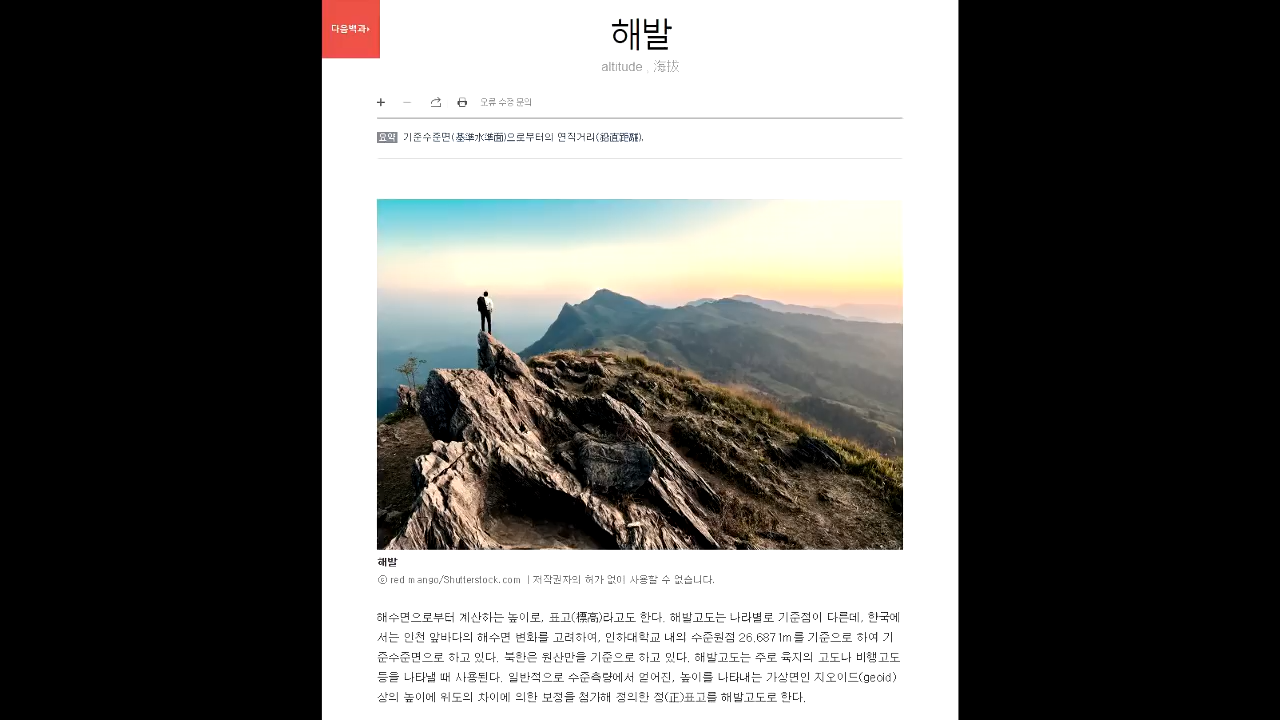 다음백과
해발
altitude , 海拔
오류 수정 문의
요약 기준수준면(基準水準面)으로부터의 연직거리(鉛直距離).
해발
ⓒ red mango/Shutterstock.com | 저작권자의 허가 없이 사용할 수 없습니다.
해수면으로부터 계산하는 높이로, 표고(標高)라고도 한다. 해발고도는 나라별로 기준점이 다른데, 한국에
서는 인천 앞바다의 해수면 변화를 고려하여, 인하대학교 내의 수준원점 26.6871m를 기준으로 하여 기
준수준면으로 하고 있다. 북한은 원산만을 기준으로 하고 있다. 해발고도는 주로 육지의 고도나 비행고도
등을 나타낼 때 사용된다. 일반적으로 수준측량에서 얻어진, 높이를 나타내는 가상면인 지오이드(geoid)
상의 높이에 위도의 차이에 의한 보정을 첨가해 정의한 정(正)표고를 해발고도로 한다.